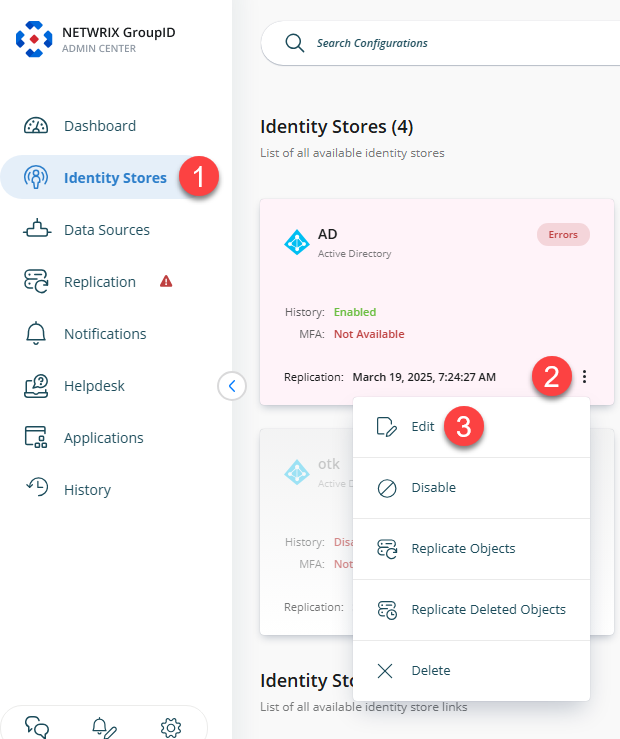 NETWRIX GroupID
ADMIN CENTER
Dashboard
Identity Stores
1
Data Sources
Replication
Notifications
Helpdesk
Applications
History
Search Configurations
Identity Stores (4)
List of all available identity stores
AD
Active Directory
Errors
History: Enabled
MFA: Not Available
Replication: March 19, 2025, 7:24:27 AM
2
Edit
3
Disable
Replicate Objects
Replicate Deleted Objects
Delete
otk
Active D
History: Disa
MFA: Not
Replication:
Identity Sto
List of all available identity store links